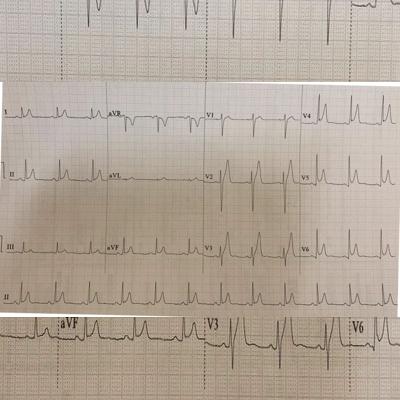 I aVR V1 V4
II aVL V2 V5
III aVF V3 V6
II
aVF V3 V6